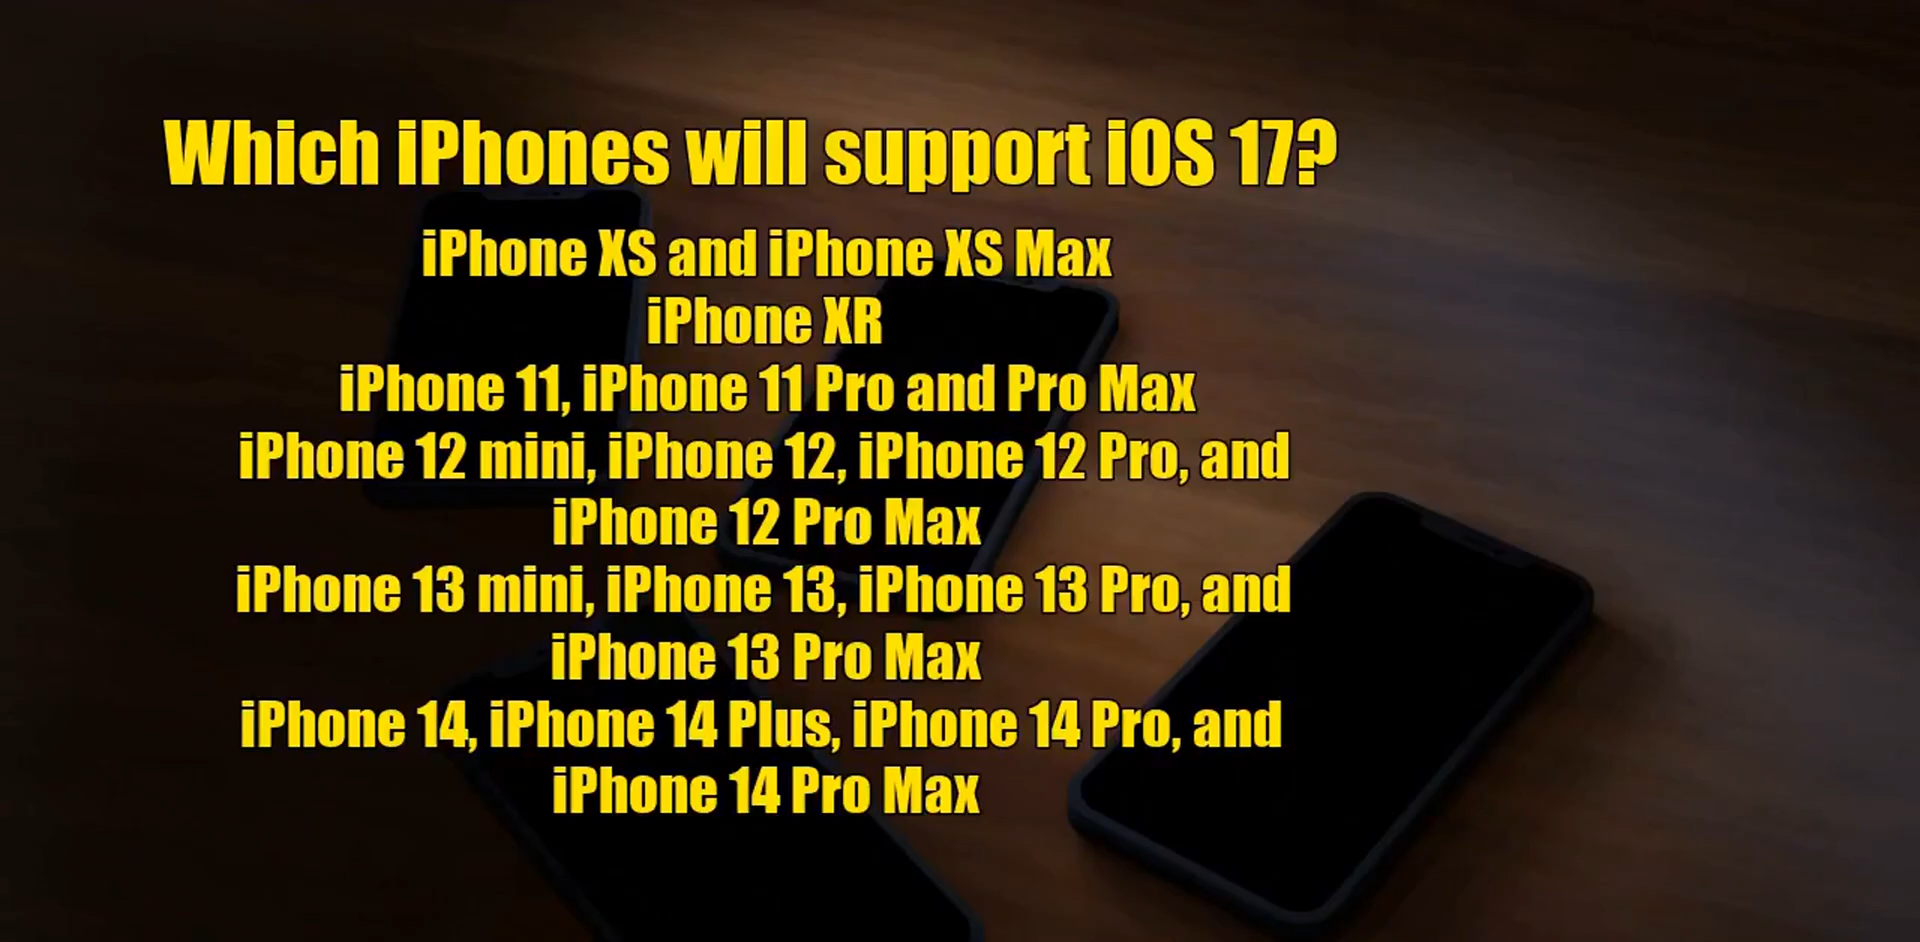 Which iPhones will support iOS 17?
iPhone XS and iPhone XS Max
iPhone XR
iPhone 11, iPhone 11 Pro and Pro Max
iPhone 12 mini, iPhone 12, iPhone 12 Pro, and
iPhone 12 Pro Max
iPhone 13 mini, iPhone 13, iPhone 13 Pro, and
iPhone 13 Pro Max
iPhone 14, iPhone 14 Plus, iPhone 14 Pro, and
iPhone 14 Pro Max